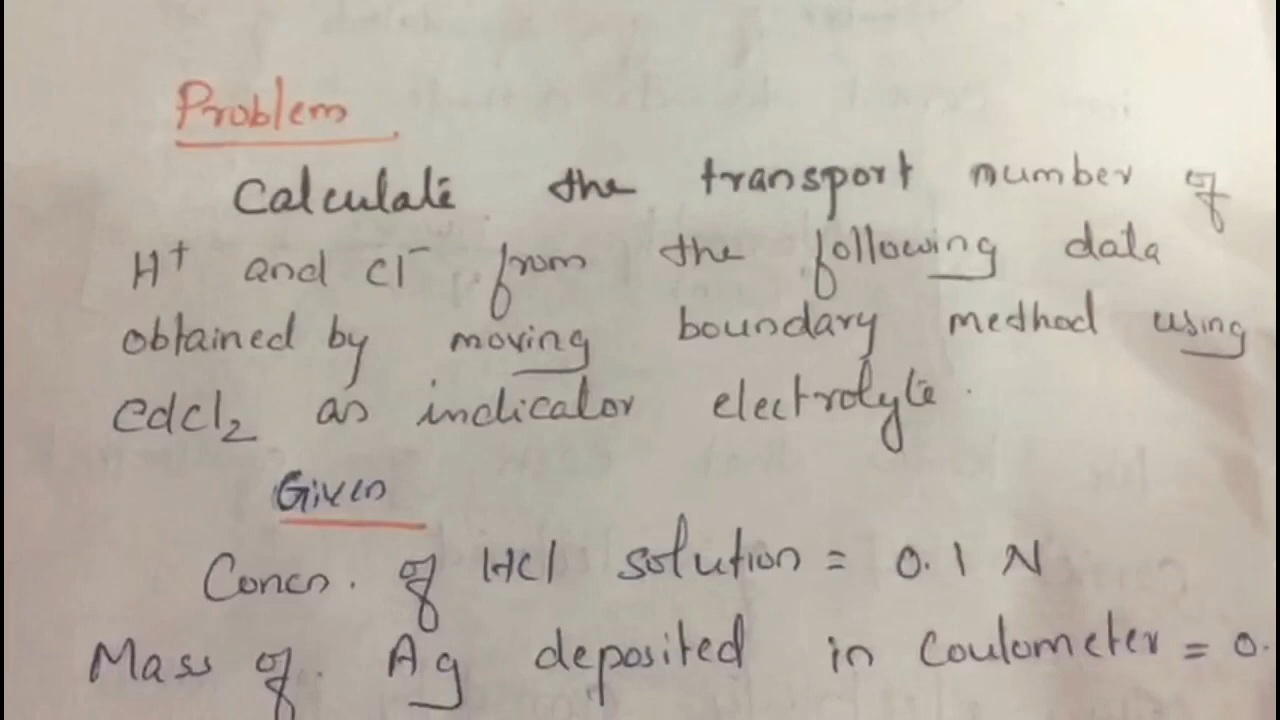 Problem
Calculate the transport number of
H⁺ and Cl⁻ from the following data
obtained by moving boundary method using
CdCl₂ as indicator electrolyte.
Given
Concn. of HCl solution = 0.1 N
Mass of Ag deposited in Coulometer = 0.